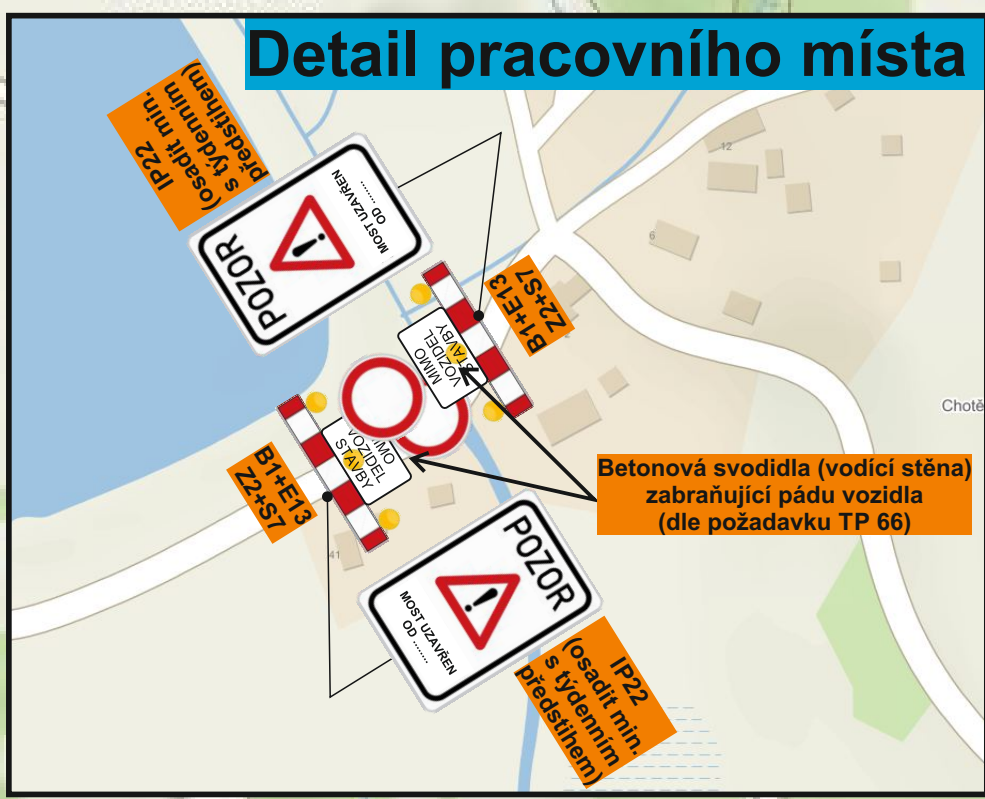 Detail pracovního místa
IP22
(osadit min.
s týdenním
předstihem)
POZOR
MOST UZAVŘEN
OD ........
12
6
B1+E13
Z2+S7
MIMO
VOZIDEL
STAVBY
MIMO
VOZIDEL
STAVBY
B1+E13
Z2+S7
41
Chotě
Betonová svodidla (vodící stěna)
zabraňující pádu vozidla
(dle požadavku TP 66)
POZOR
MOST UZAVŘEN
OD ........
IP22
(osadit min.
s týdenním
předstihem)